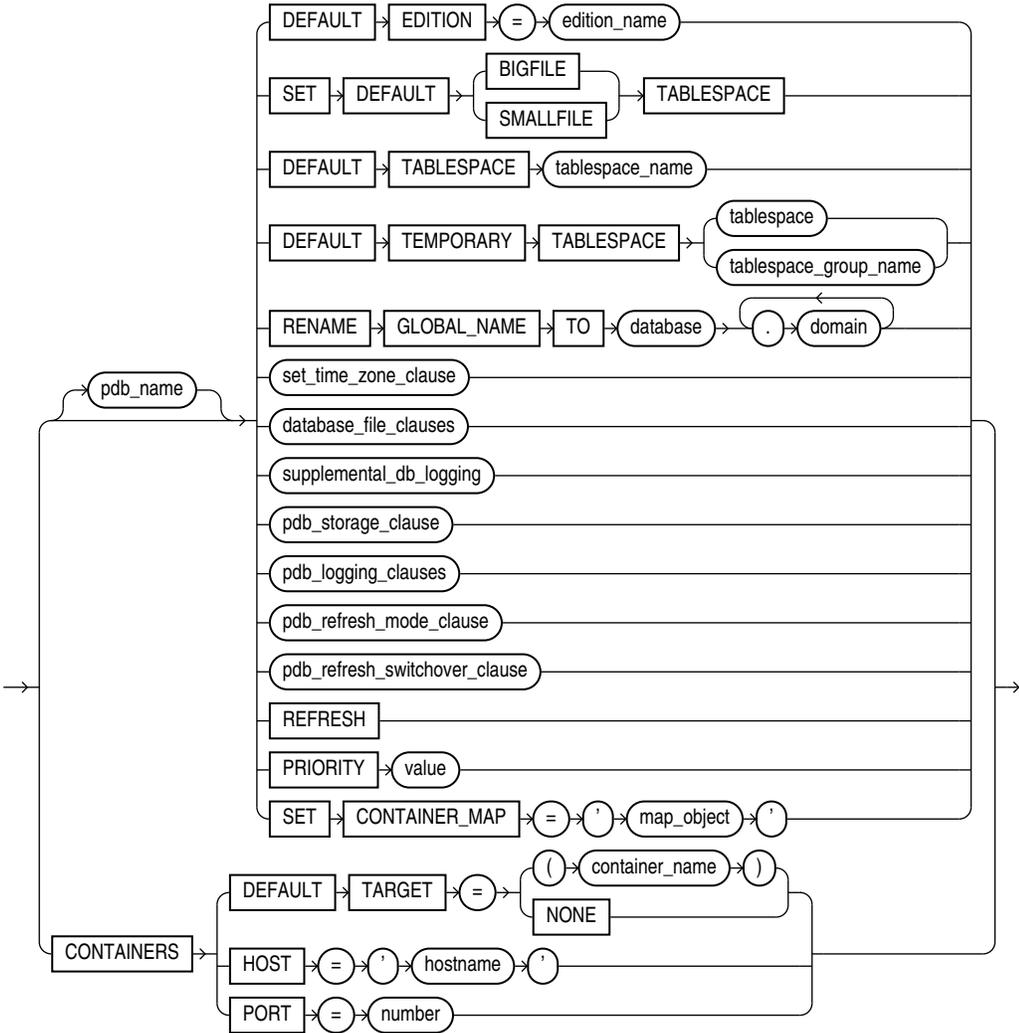 DEFAULT EDITION = edition_name
BIGFILE
SET DEFAULT TABLESPACE
SMALLFILE
DEFAULT TABLESPACE tablespace_name
tablespace
DEFAULT TEMPORARY TABLESPACE
tablespace_group_name
RENAME GLOBAL_NAME TO database . domain
set_time_zone_clause
pdb_name
database_file_clauses
supplemental_db_logging
pdb_storage_clause
pdb_logging_clauses
pdb_refresh_mode_clause
pdb_refresh_switchover_clause
REFRESH
PRIORITY value
SET CONTAINER_MAP = ' map_object '
( container_name )
DEFAULT TARGET =
NONE
CONTAINERS
HOST = ' hostname '
PORT = number